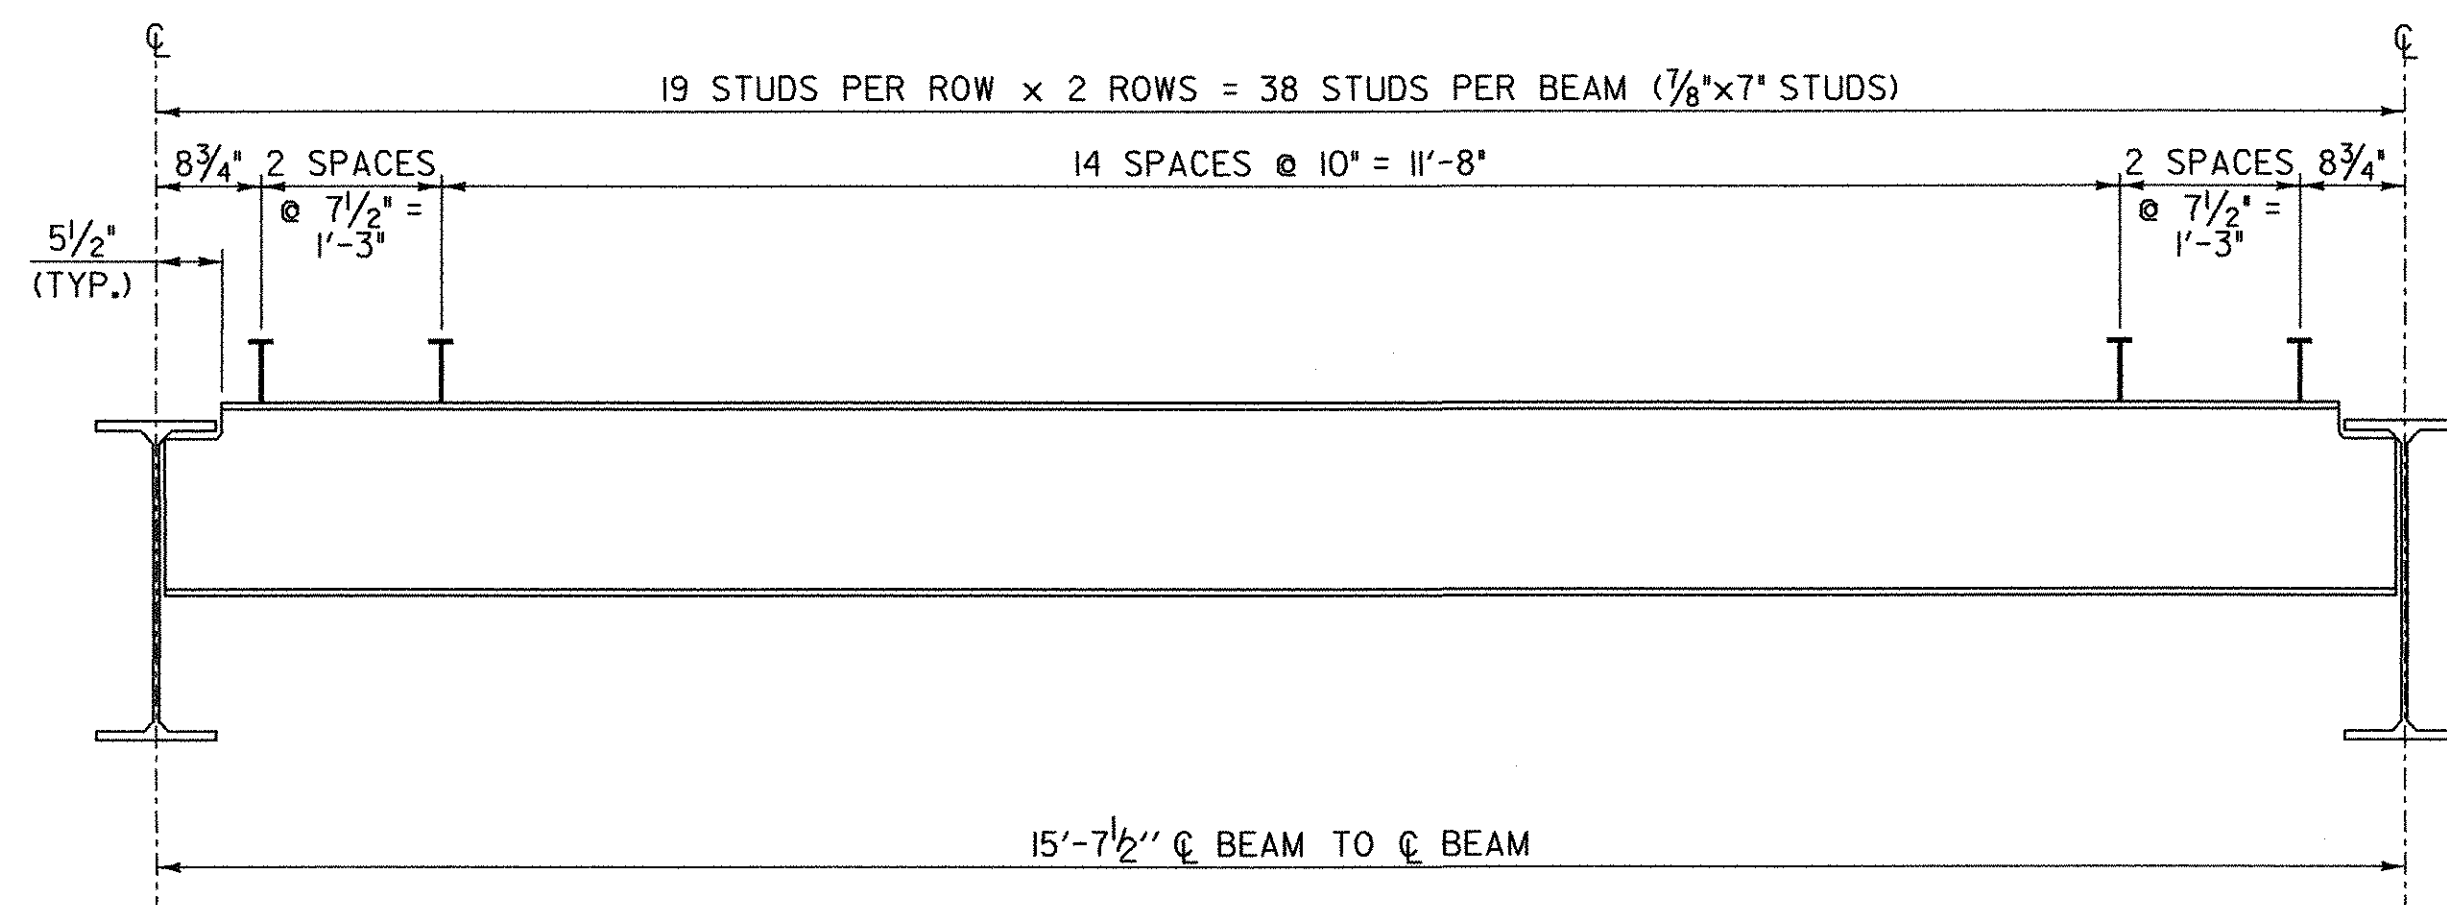 ℄ ℄
19 STUDS PER ROW x 2 ROWS = 38 STUDS PER BEAM (7/8"x7" STUDS)
8 3/4" 2 SPACES
@ 7 1/2" =
1'-3"
14 SPACES @ 10" = 11'-8"
2 SPACES 8 3/4"
@ 7 1/2" =
1'-3"
5 1/2"
(TYP.)
15'-7 1/2'' ℄ BEAM TO ℄ BEAM